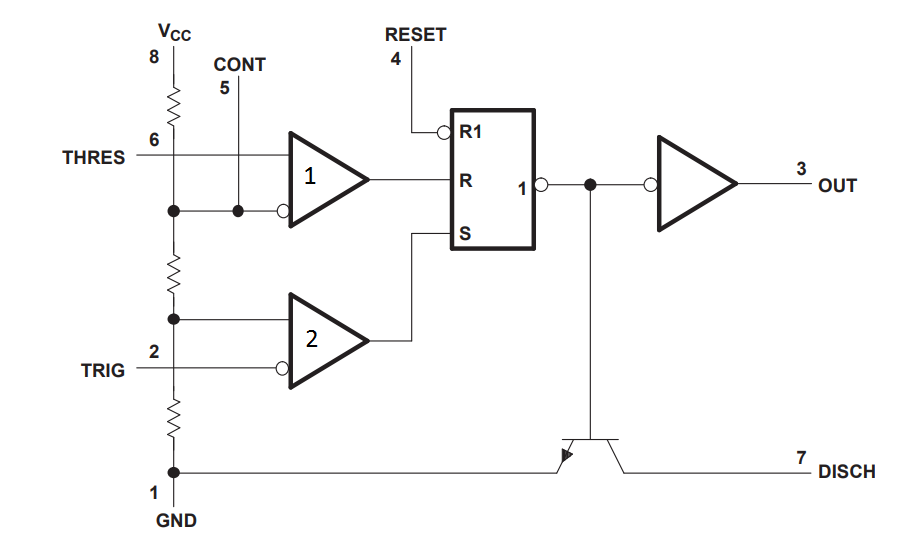 VCC
8
RESET
4
CONT
5
6
THRES
1
R1
R
1
S
3
OUT
2
2
TRIG
7
DISCH
1
GND